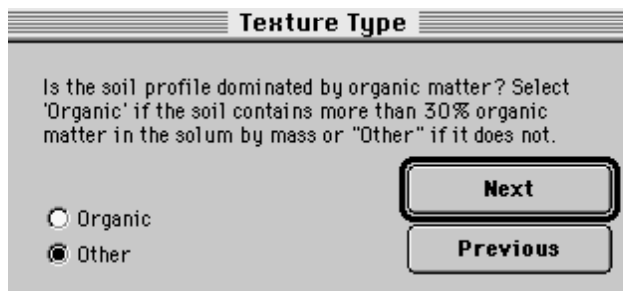 Texture Type
Is the soil profile dominated by organic matter? Select
'Organic' if the soil contains more than 30% organic
matter in the solum by mass or "Other" if it does not.
Next
Organic
Other
Previous